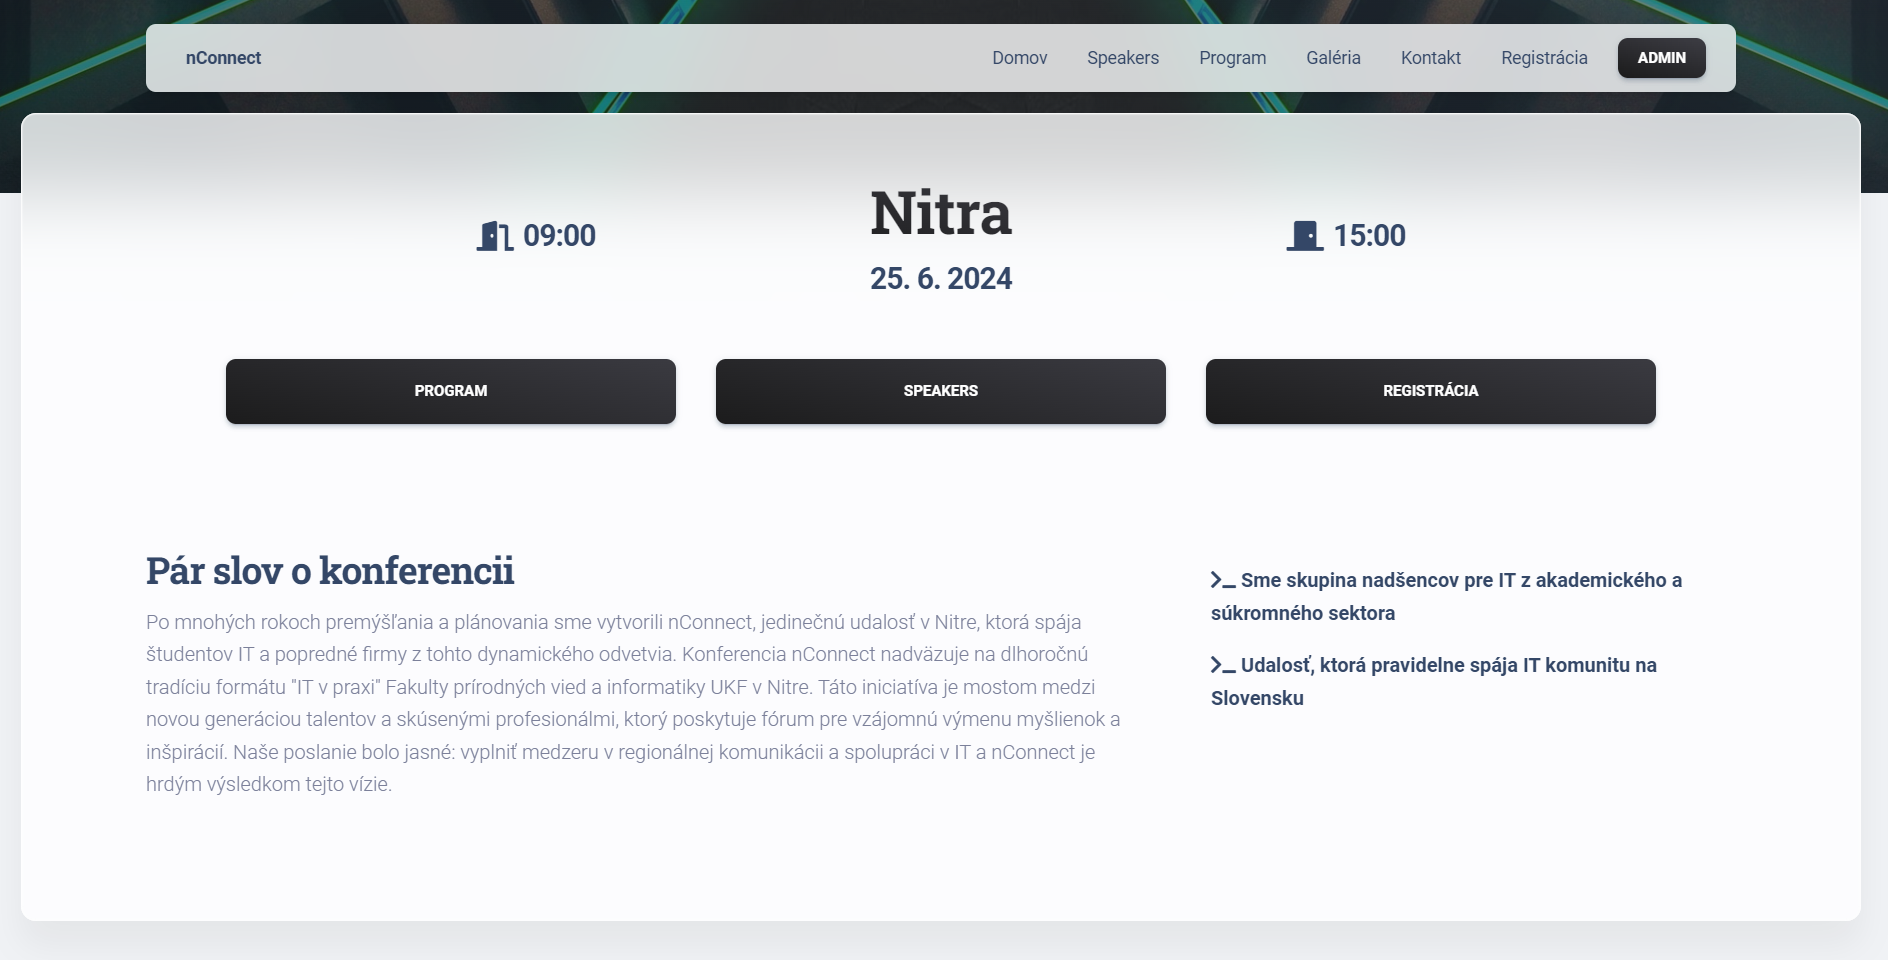 nConnect
Domov
Speakers
Program
Galéria
Kontakt
Registrácia
ADMIN
09:00
Nitra
25. 6. 2024
15:00
PROGRAM
SPEAKERS
REGISTRÁCIA
Pár slov o konferencii
Po mnohých rokoch premýšľania a plánovania sme vytvorili nConnect, jedinečnú udalosť v Nitre, ktorá spája
študentov IT a popredné firmy z tohto dynamického odvetvia. Konferencia nConnect nadväzuje na dlhoročnú
tradíciu formátu "IT v praxi" Fakulty prírodných vied a informatiky UKF v Nitre. Táto iniciatíva je mostom medzi
novou generáciou talentov a skúsenými profesionálmi, ktorý poskytuje fórum pre vzájomnú výmenu myšlienok a
inšpirácií. Naše poslanie bolo jasné: vyplniť medzeru v regionálnej komunikácii a spolupráci v IT a nConnect je
hrdým výsledkom tejto vízie.
Sme skupina nadšencov pre IT z akademického a
súkromného sektora
Udalosť, ktorá pravidelne spája IT komunitu na
Slovensku